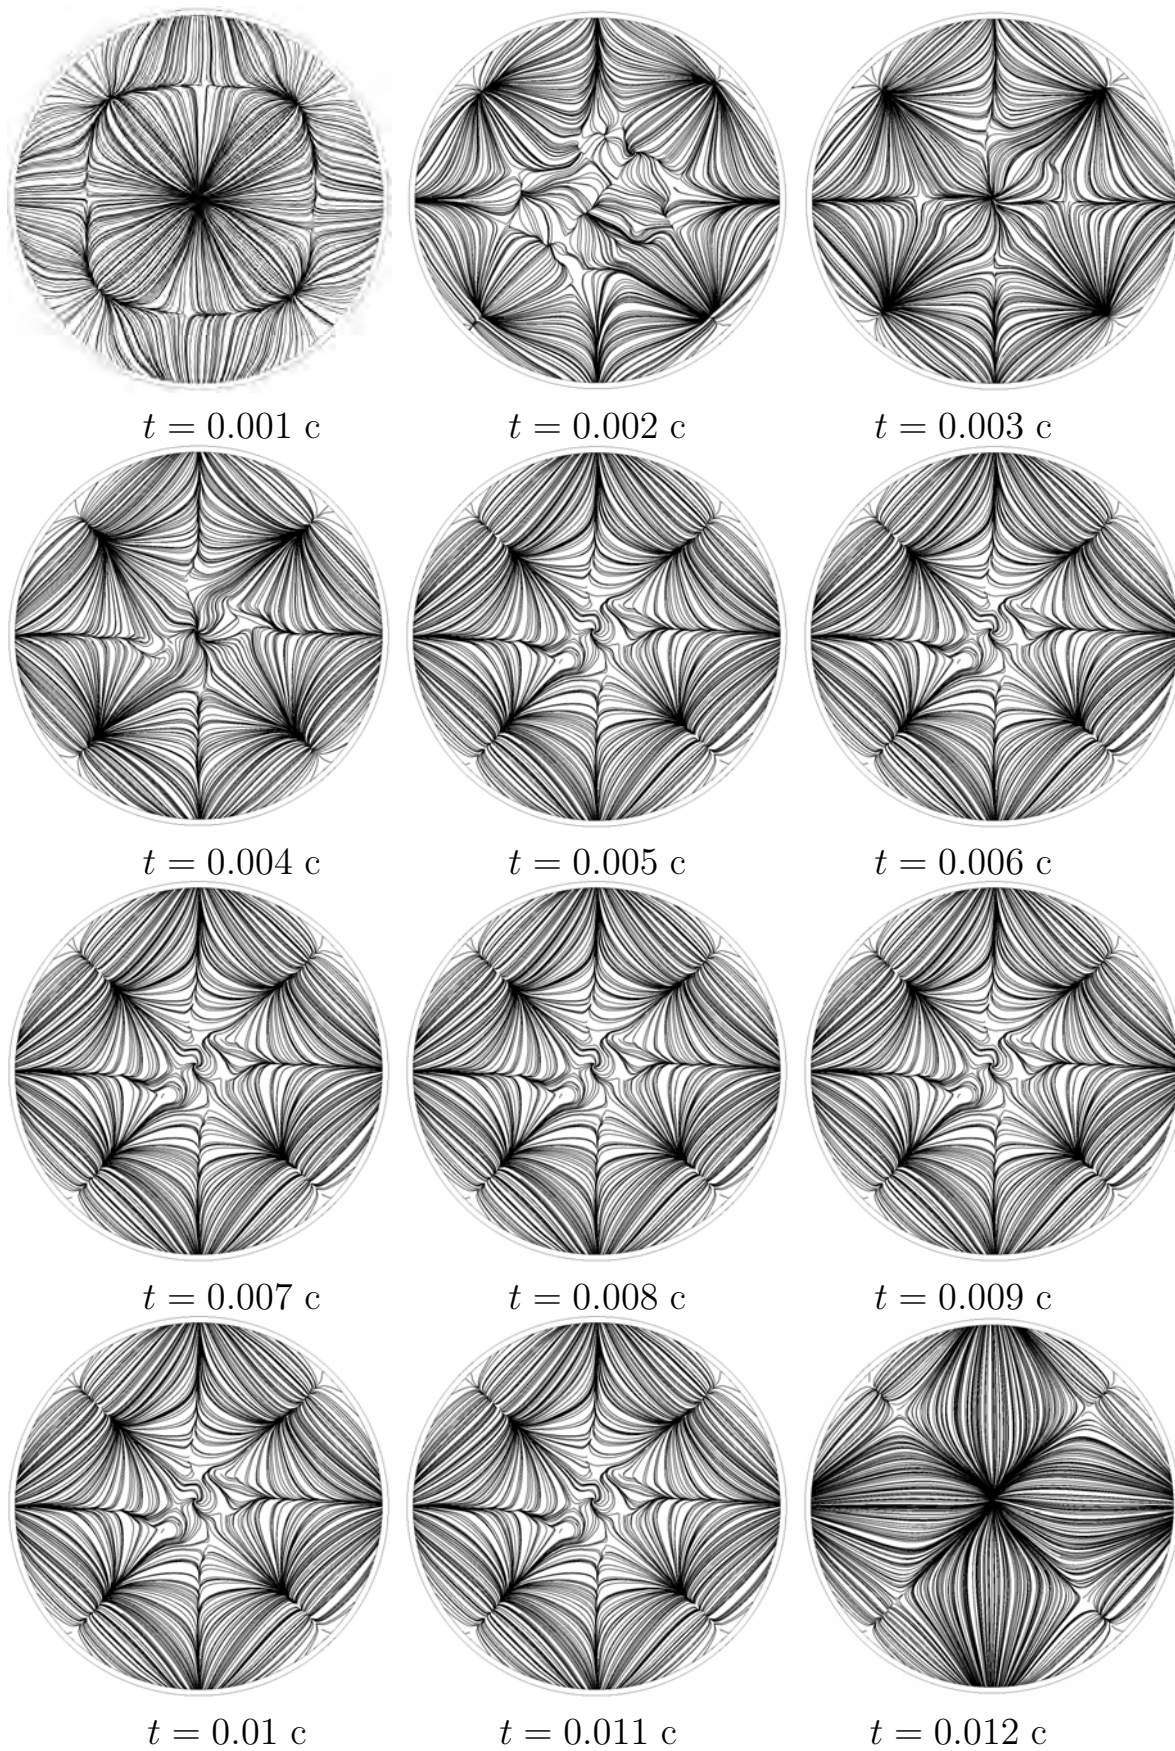 t = 0.001 с t = 0.002 с t = 0.003 с
t = 0.004 с t = 0.005 с t = 0.006 с
t = 0.007 с t = 0.008 с t = 0.009 с
t = 0.01 с t = 0.011 с t = 0.012 с